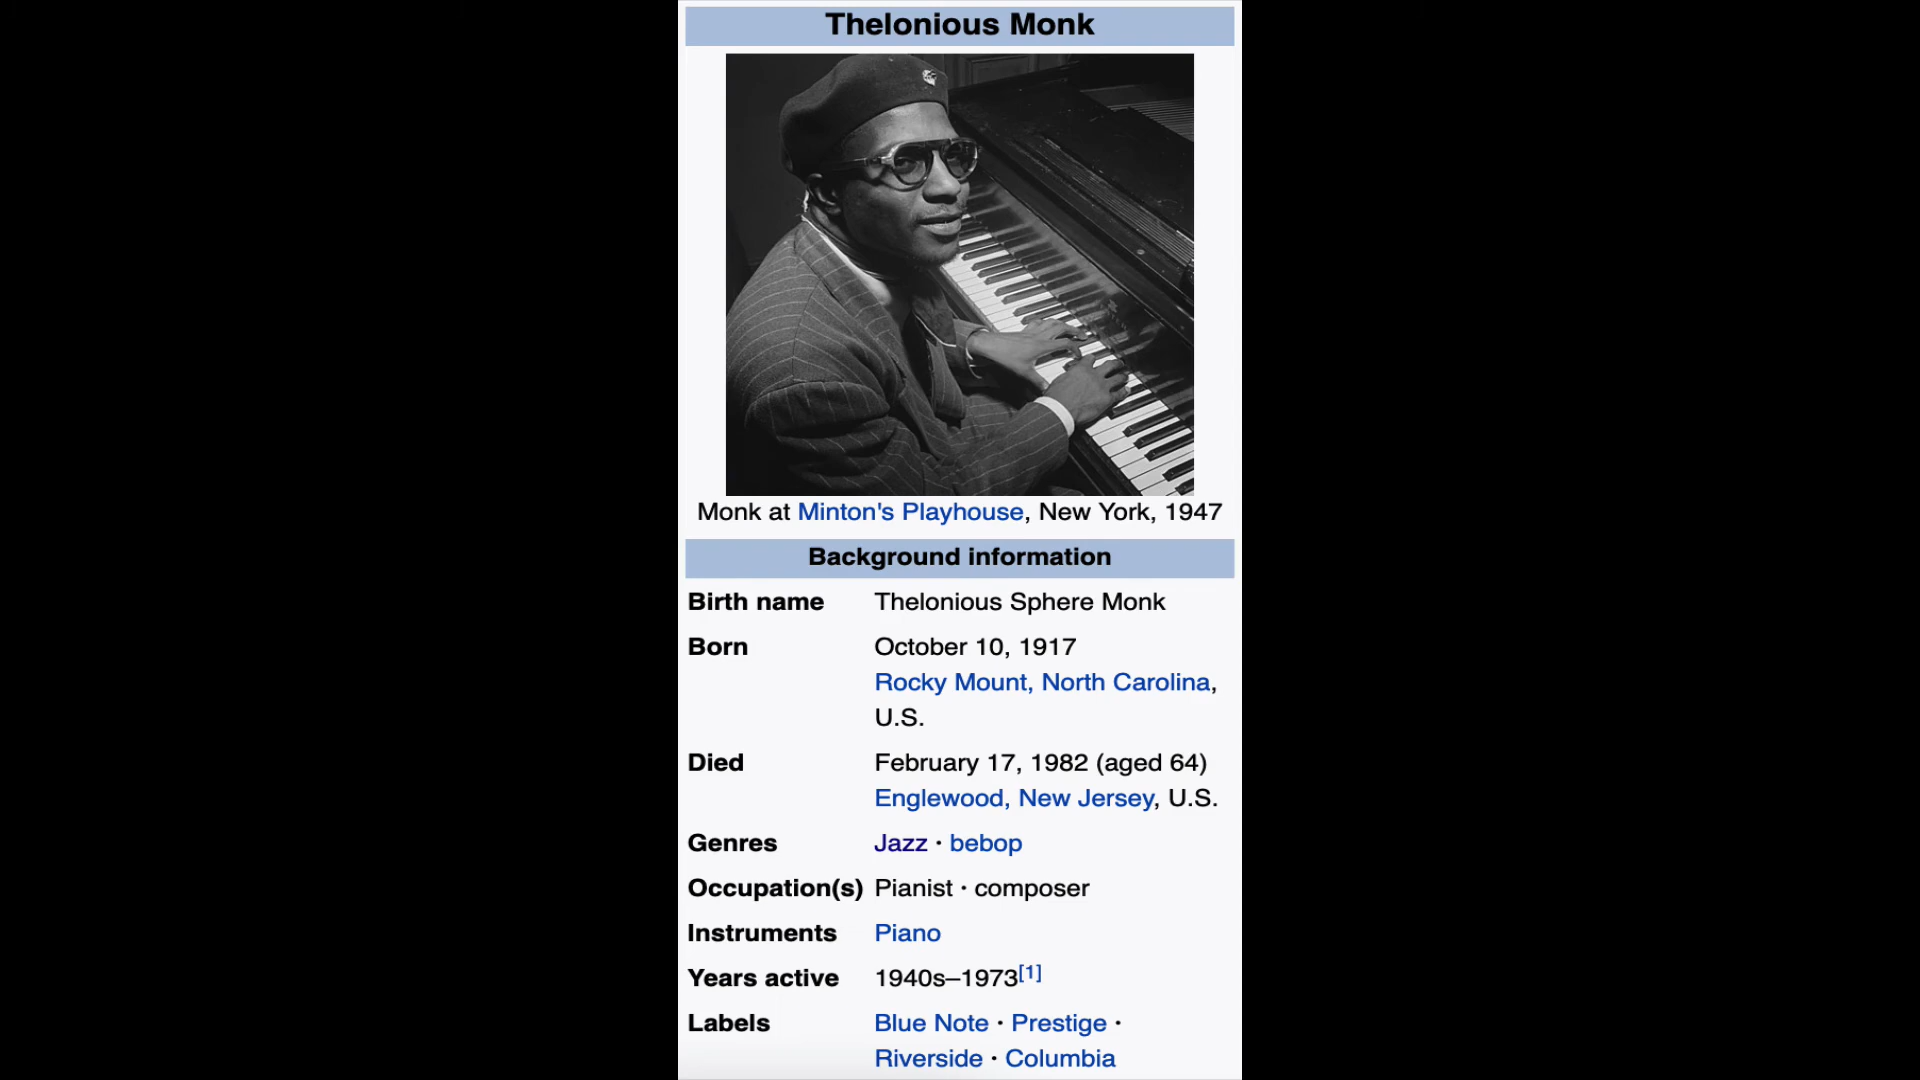 Thelonious Monk
Monk at Minton's Playhouse, New York, 1947
Background information
Birth name Thelonious Sphere Monk
Born October 10, 1917
Rocky Mount, North Carolina,
U.S.
Died February 17, 1982 (aged 64)
Englewood, New Jersey, U.S.
Genres Jazz · bebop
Occupation(s) Pianist · composer
Instruments Piano
Years active 1940s–1973[1]
Labels Blue Note · Prestige ·
Riverside · Columbia